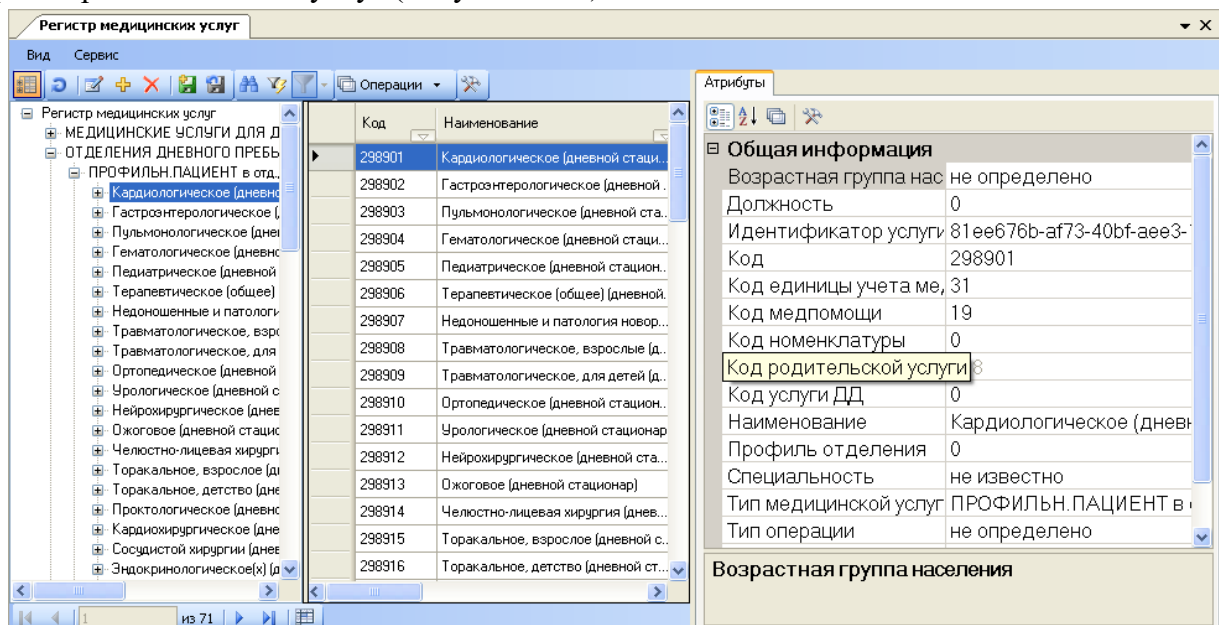 Регистр медицинских услуг
Вид Сервис
Операции
Регистр медицинских услуг
МЕДИЦИНСКИЕ УСЛУГИ ДЛЯ Д
ОТДЕЛЕНИЯ ДНЕВНОГО ПРЕБЫ
ПРОФИЛЬН.ПАЦИЕНТ в отд.
Кардиологическое (дневно
Гастроэнтерологическое (
Пульмонологическое (днев
Гематологическое (дневно
Педиатрическое (дневной
Терапевтическое (общее)
Недоношенные и патологи
Травматологическое, взро
Травматологическое, для
Ортопедическое (дневной
Урологическое (дневной с
Нейрохирургическое (днев
Ожоговое (дневной стацио
Челюстно-лицевая хирурги
Торакальное, взрослое (д
Торакальное, детство (дне
Проктологическое (дневно
Кардиохирургическое (дне
Сосудистой хирургии (днев
Эндокринологическое(х) (д
1 из 71
Код Наименование
298901 Кардиологическое (дневной стаци...
298902 Гастроэнтерологическое (дневной .
298903 Пульмонологическое (дневной ста..
298904 Гематологическое (дневной стаци...
298905 Педиатрическое (дневной стацион..
298906 Терапевтическое (общее) (дневной.
298907 Недоношенные и патология новор...
298908 Травматологическое, взрослые (д..
298909 Травматологическое, для детей (д..
298910 Ортопедическое (дневной стацион..
298911 Урологическое (дневной стационар
298912 Нейрохирургическое (дневной ста...
298913 Ожоговое (дневной стационар)
298914 Челюстно-лицевая хирургия (днев...
298915 Торакальное, взрослое (дневной с..
298916 Торакальное, детство (дневной ст...
Атрибуты
Общая информация
Возрастная группа нас не определено
Должность 0
Идентификатор услуги 81ee676b-af73-40bf-aee3-
Код 298901
Код единицы учета ме, 31
Код медпомощи 19
Код номенклатуры 0
Код родительской услуги 8
Код услуги ДД 0
Наименование Кардиологическое (дневн
Профиль отделения 0
Специальность не известно
Тип медицинской услуг ПРОФИЛЬН.ПАЦИЕНТ в
Тип операции не определено
Возрастная группа населения